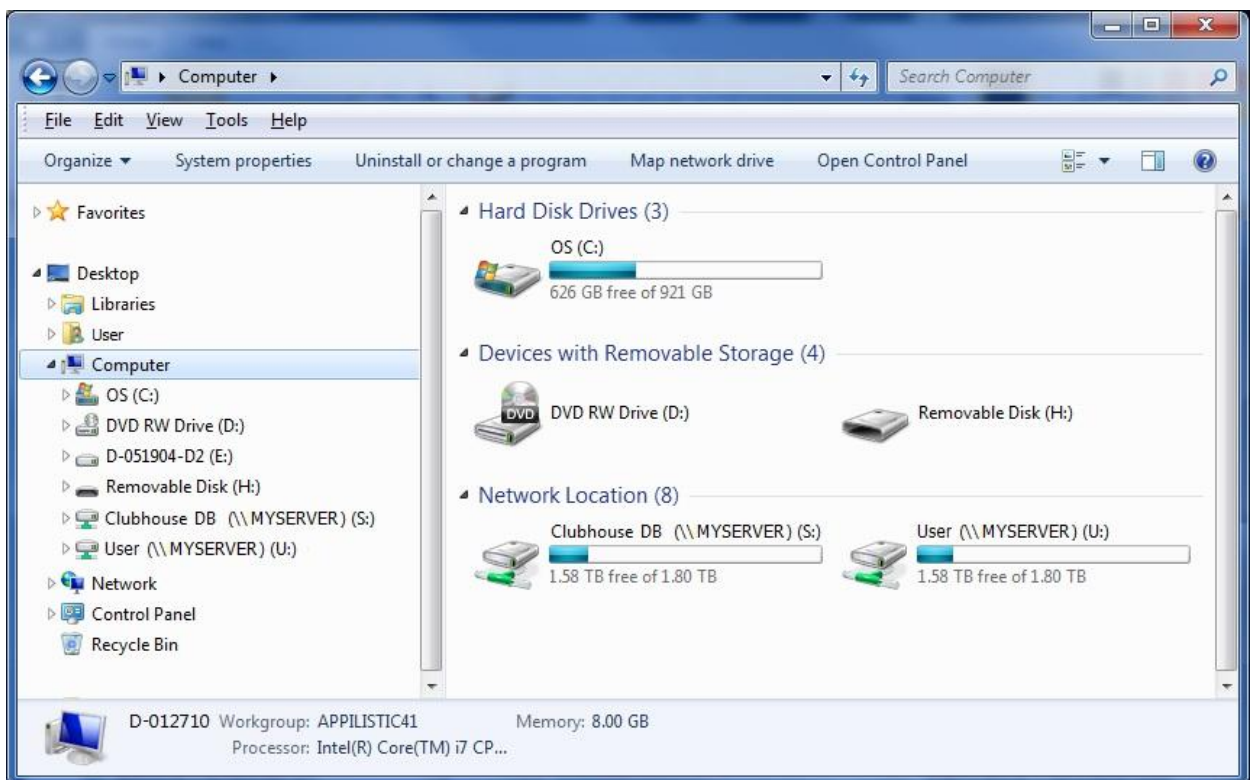 Computer
Search Computer
File Edit View Tools Help
Organize System properties Uninstall or change a program Map network drive Open Control Panel
Favorites
Desktop
Libraries
User
Computer
OS (C:)
DVD RW Drive (D:)
D-051904-D2 (E:)
Removable Disk (H:)
Clubhouse DB (\\MYSERVER) (S:)
User (\\MYSERVER) (U:)
Network
Control Panel
Recycle Bin
Hard Disk Drives (3)
OS (C:)
626 GB free of 921 GB
Devices with Removable Storage (4)
DVD
DVD RW Drive (D:)
Removable Disk (H:)
Network Location (8)
Clubhouse DB (\\MYSERVER) (S:)
1.58 TB free of 1.80 TB
User (\\MYSERVER) (U:)
1.58 TB free of 1.80 TB
D-012710 Workgroup: APPILISTIC41 Memory: 8.00 GB
Processor: Intel(R) Core(TM) i7 CP...